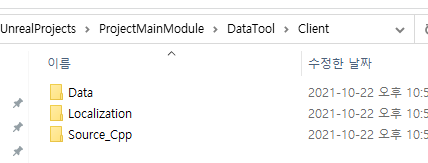 UnrealProjects > ProjectMainModule > DataTool > Client
이름 수정한 날짜
Data 2021-10-22 오후 10:5
Localization 2021-10-22 오후 10:5
Source_Cpp 2021-10-22 오후 10:5